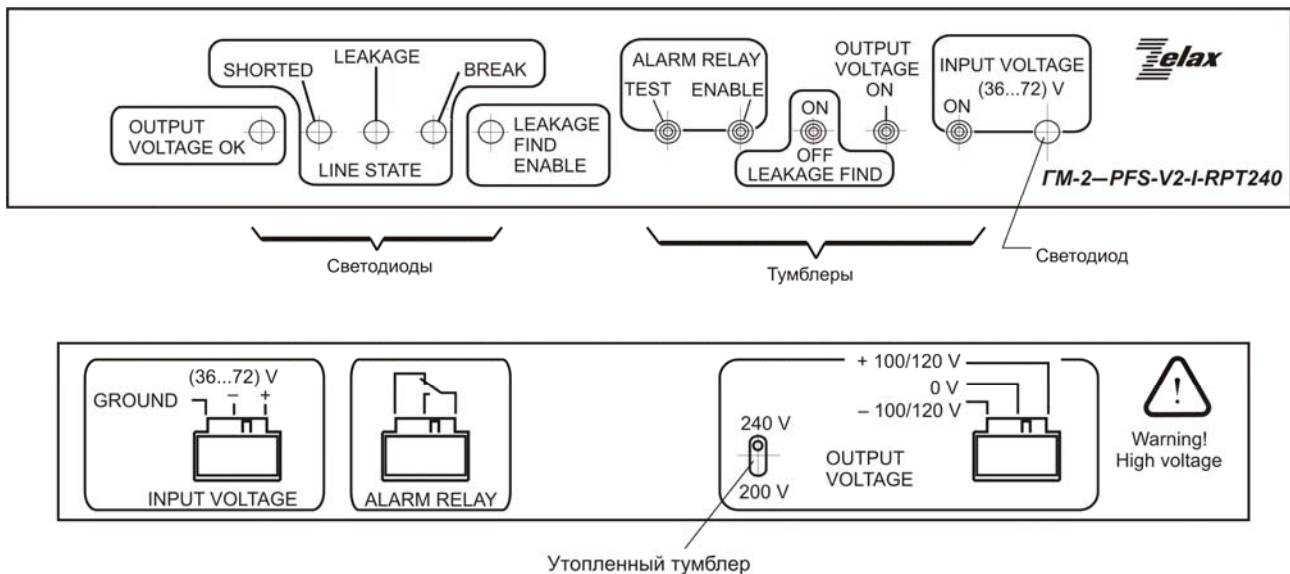 SHORTED
LEAKAGE
BREAK
OUTPUT
VOLTAGE OK
LINE STATE
LEAKAGE
FIND
ENABLE
ALARM RELAY
TEST ENABLE
ON
OFF
LEAKAGE FIND
OUTPUT
VOLTAGE
ON
INPUT VOLTAGE
(36...72) V
ON
Zelax
ГМ-2–PFS-V2-I-RPT240
Светодиоды
Тумблеры
Светодиод
(36...72) V
GROUND – +
INPUT VOLTAGE
ALARM RELAY
+ 100/120 V
0 V
– 100/120 V
240 V
200 V
OUTPUT
VOLTAGE
!
Warning!
High voltage
Утопленный тумблер